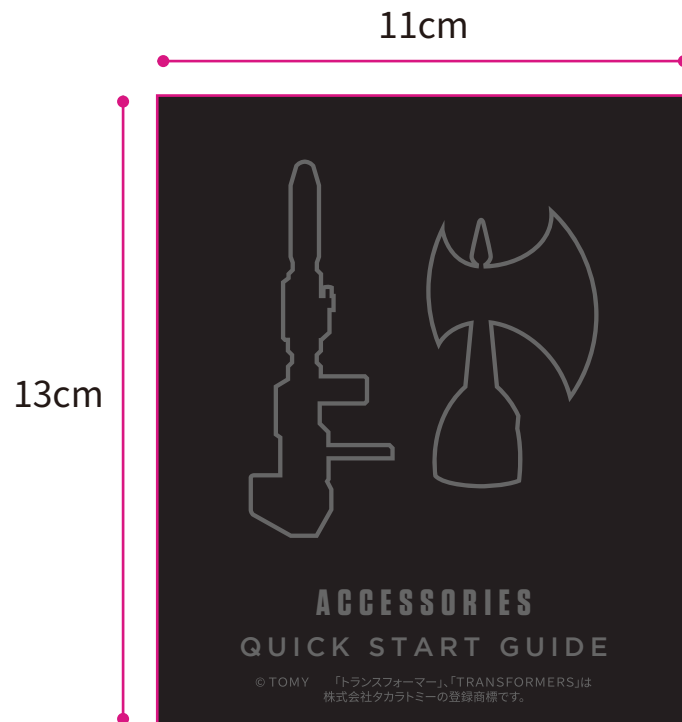 11cm
13cm
ACCESSORIES
QUICK START GUIDE
© TOMY 「トランスフォーマー」、「TRANSFORMERS」は
株式会社タカラトミーの登録商標です。